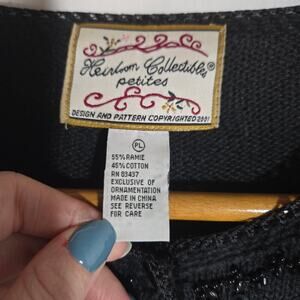 Heirloom Collectibles®
petites
DESIGN AND PATTERN COPYRIGHTED 2001
PL
55% RAMIE
45% COTTON
RN 83437
EXCLUSIVE OF
ORNAMENTATION
MADE IN CHINA
SEE REVERSE
FOR CARE